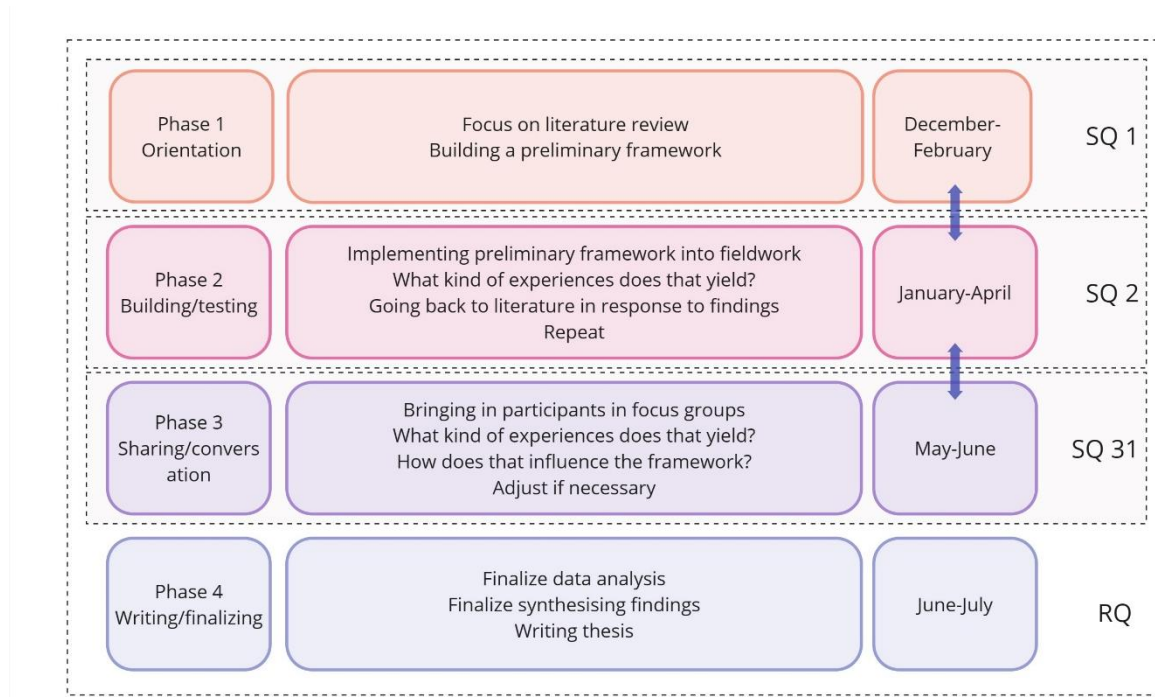 Phase 1
Orientation
Focus on literature review
Building a preliminary framework
December-
February
SQ 1
Phase 2
Building/testing
Implementing preliminary framework into fieldwork
What kind of experiences does that yield?
Going back to literature in response to findings
Repeat
January-April
SQ 2
Phase 3
Sharing/convers
ation
Bringing in participants in focus groups
What kind of experiences does that yield?
How does that influence the framework?
Adjust if necessary
May-June
SQ 31
Phase 4
Writing/finalizing
Finalize data analysis
Finalize synthesising findings
Writing thesis
June-July
RQ